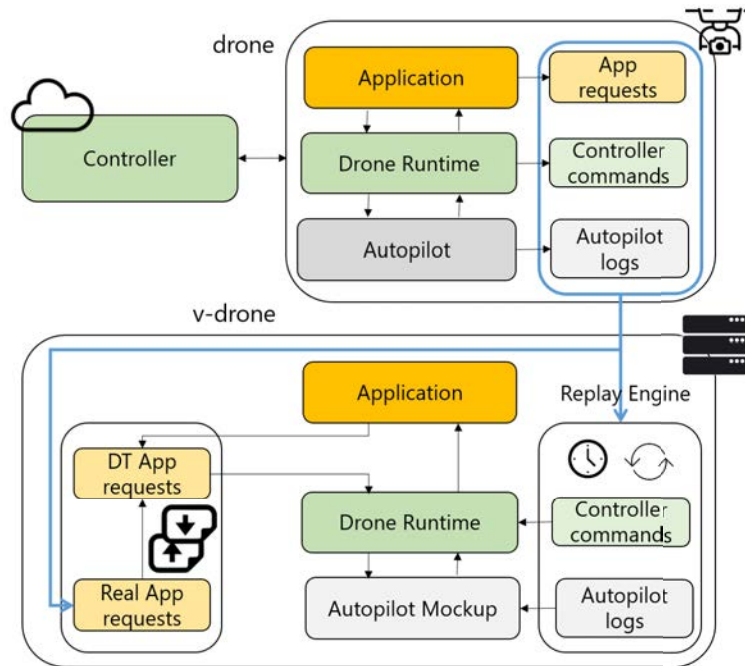 drone
Application
App
requests
Controller
Drone Runtime
Controller
commands
Autopilot
Autopilot
logs
v-drone
Application
Replay Engine
DT App
requests
Drone Runtime
Controller
commands
Real App
requests
Autopilot Mockup
Autopilot
logs